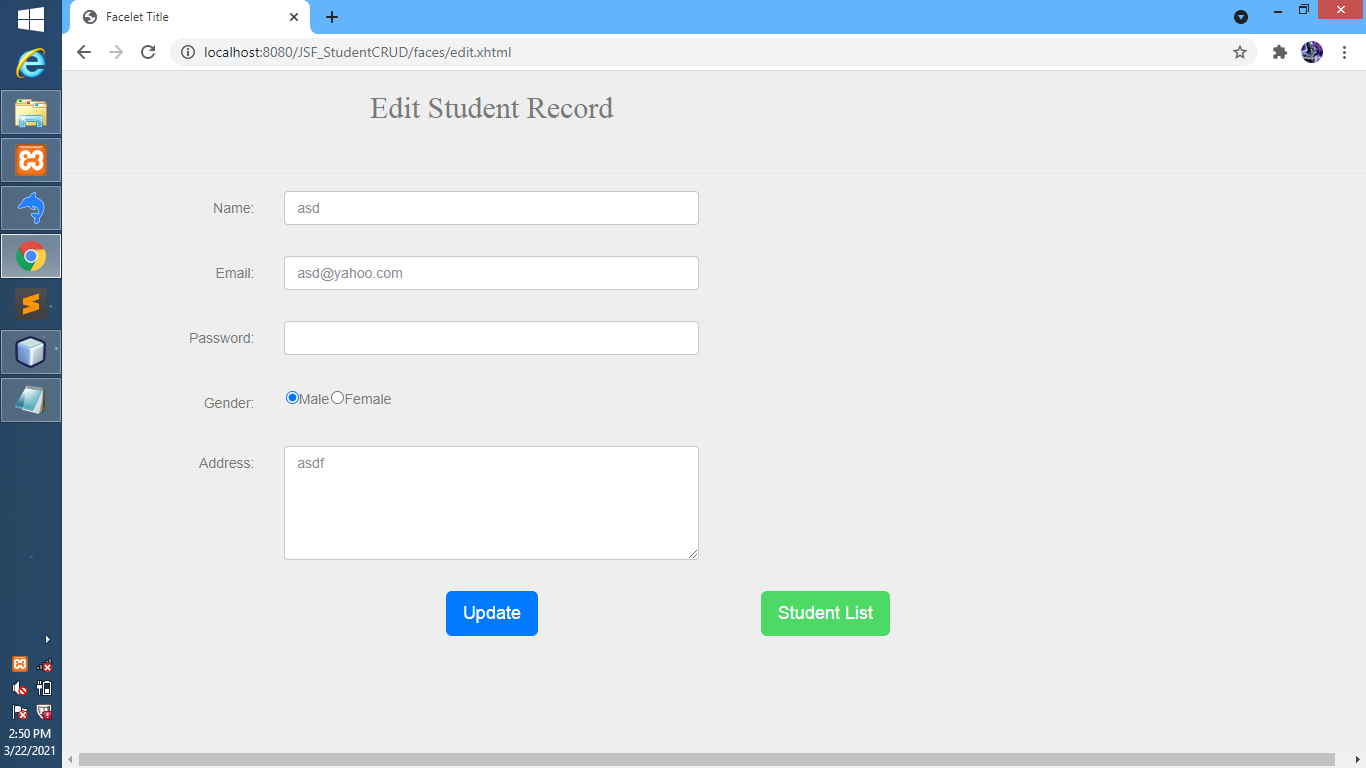 Facelet Title
localhost:8080/JSF_StudentCRUD/faces/edit.xhtml
Edit Student Record
Name: asd
Email: asd@yahoo.com
Password:
Gender: Male Female
Address: asdf
Update Student List
2:50 PM
3/22/2021